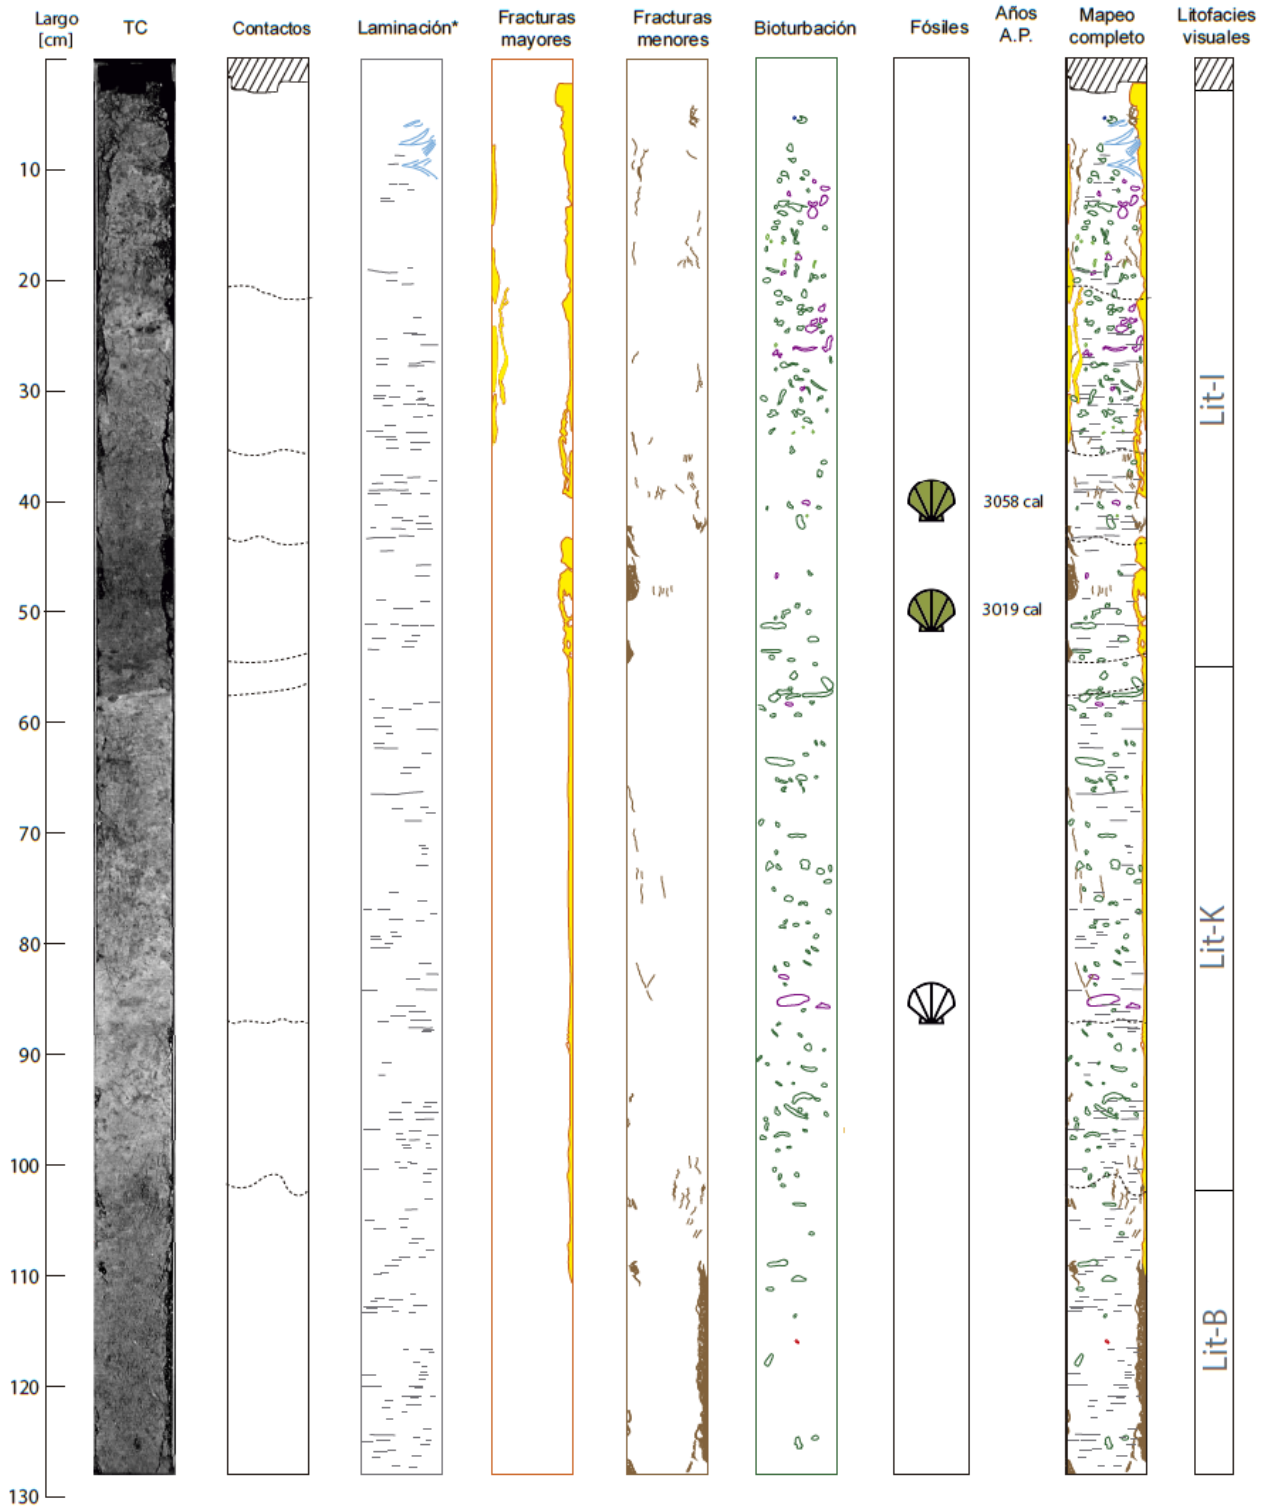 Largo
[cm]
TC
Contactos
Laminación*
Fracturas
mayores
Fracturas
menores
Bioturbación
Fósiles
Años
A.P.
Mapeo
completo
Litofacies
visuales
10
20
30
40
50
60
70
80
90
100
110
120
130
3058 cal
3019 cal
Lit-I
Lit-K
Lit-B